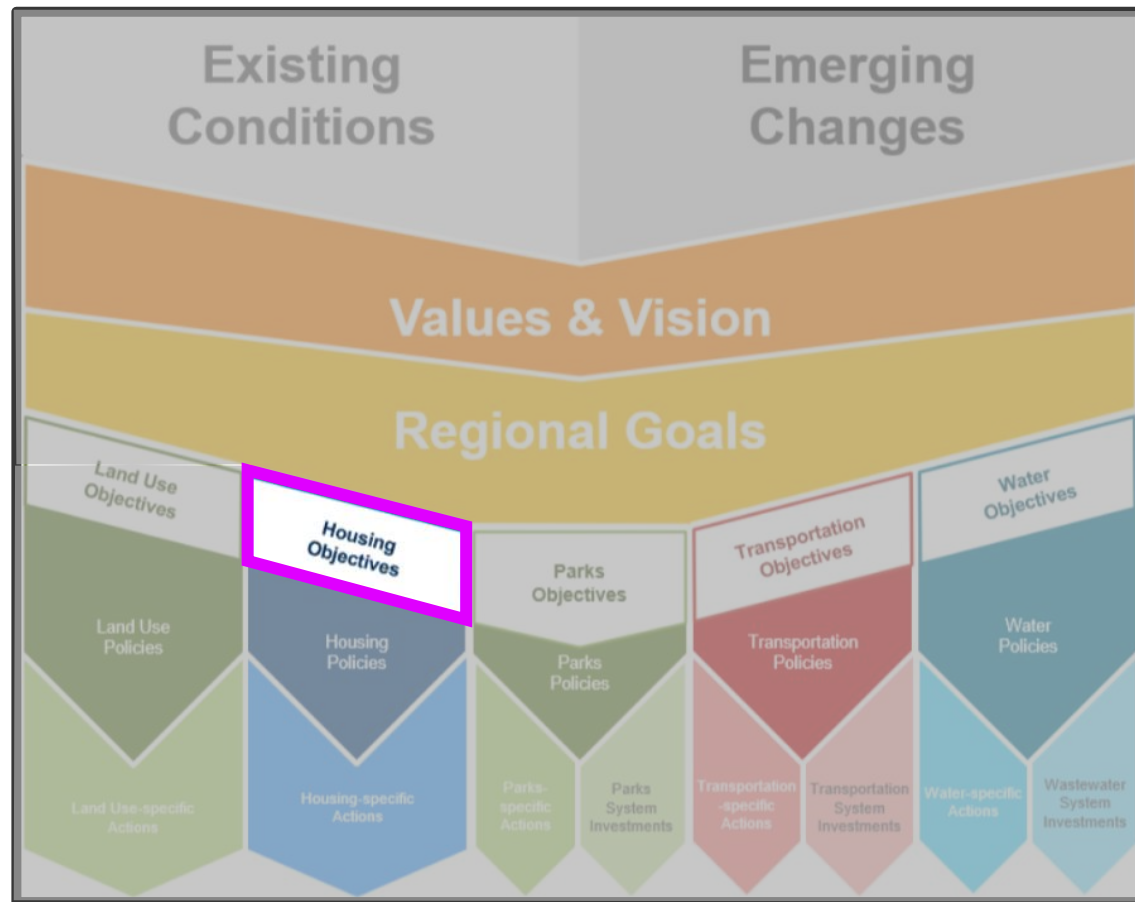 Existing
Conditions
Emerging
Changes
Values & Vision
Regional Goals
Land Use
Objectives
Housing
Objectives
Parks
Objectives
Transportation
Objectives
Water
Objectives
Land Use
Policies
Housing
Policies
Parks
Policies
Transportation
Policies
Water
Policies
Land Use-specific
Actions
Housing-specific
Actions
Parks-
specific
Actions
Parks
System
Investments
Transportation
-specific
Actions
Transportation
System
Investments
Water-specific
Actions
Wastewater
System
Investments